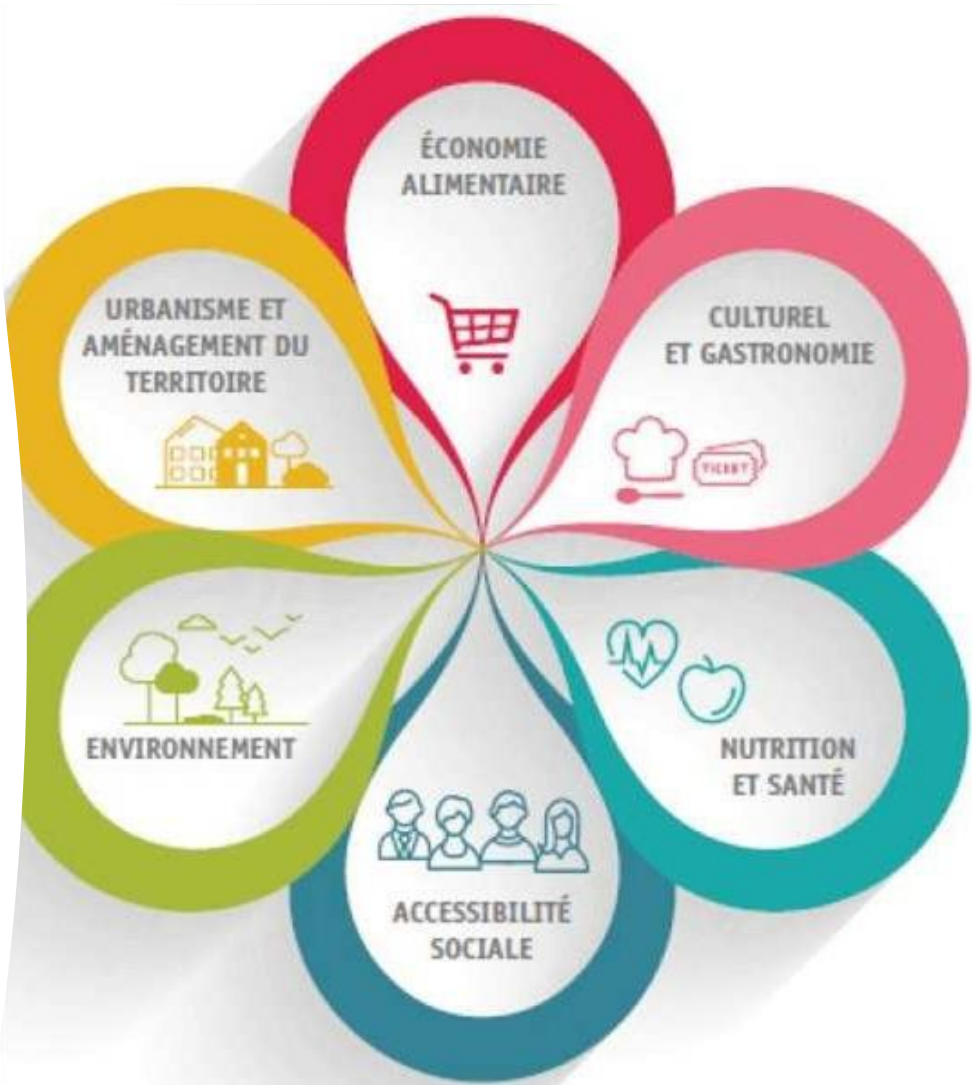 ÉCONOMIE
ALIMENTAIRE
URBANISME ET
AMÉNAGEMENT DU
TERRITOIRE
CULTUREL
ET GASTRONOMIE
TICKET
ENVIRONNEMENT
NUTRITION
ET SANTÉ
ACCESSIBILITÉ
SOCIALE